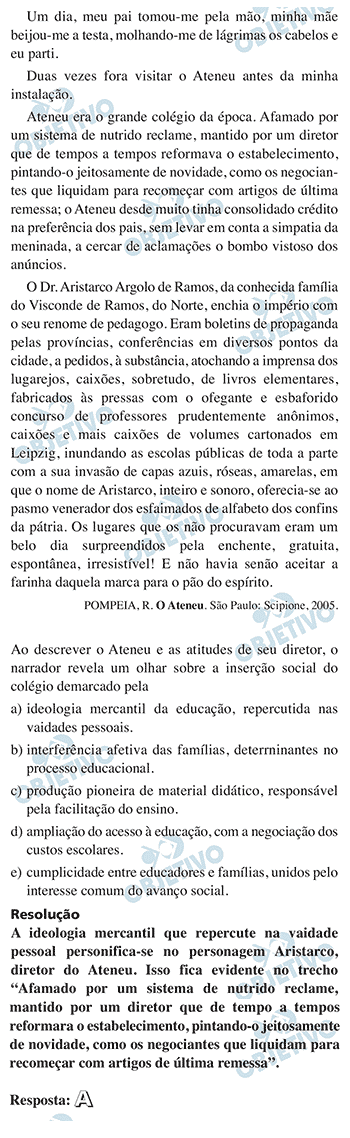 Um dia, meu pai tomou-me pela mão, minha mãe
beijou-me a testa, molhando-me de lágrimas os cabelos e
eu parti.
Duas vezes fora visitar o Ateneu antes da minha
instalação.
Ateneu era o grande colégio da época. Afamado por
um sistema de nutrido reclame, mantido por um diretor
que de tempos a tempos reformava o estabelecimento,
pintando-o jeitosamente de novidade, como os negocian-
tes que liquidam para recomeçar com artigos de última
remessa; o Ateneu desde muito tinha consolidado crédito
na preferência dos pais, sem levar em conta a simpatia da
meninada, a cercar de aclamações o bombo vistoso dos
anúncios.
O Dr. Aristarco Argolo de Ramos, da conhecida família
do Visconde de Ramos, do Norte, enchia o império com
o seu renome de pedagogo. Eram boletins de propaganda
pelas províncias, conferências em diversos pontos da
cidade, a pedidos, à substância, atochando a imprensa dos
lugarejos, caixões, sobretudo, de livros elementares,
fabricados às pressas com o ofegante e esbaforido
concurso de professores prudentemente anônimos,
caixões e mais caixões de volumes cartonados em
Leipzig, inundando as escolas públicas de toda a parte
com a sua invasão de capas azuis, róseas, amarelas, em
que o nome de Aristarco, inteiro e sonoro, oferecia-se ao
pasmo venerador dos esfaimados de alfabeto dos confins
da pátria. Os lugares que os não procuravam eram um
belo dia surpreendidos pela enchente, gratuita,
espontânea, irresistível! E não havia senão aceitar a
farinha daquela marca para o pão do espírito.
POMPEIA, R. O Ateneu. São Paulo: Scipione, 2005.
Ao descrever o Ateneu e as atitudes de seu diretor, o
narrador revela um olhar sobre a inserção social do
colégio demarcado pela
a) ideologia mercantil da educação, repercutida nas
vaidades pessoais.
b) interferência afetiva das famílias, deterrninantes no
processo educacional.
c) produção pioneira de material didático, responsável
pela facilitação do ensino.
d) ampliação do acesso à educação, com a negociação dos
custos escolares.
e) cumplicidade entre educadores e famílias, unidos pelo
interesse comum do avanço social.
Resolução
A ideologia mercantil que repercute na vaidade
pessoal personifica-se no personagem Aristarco,
diretor do Ateneu. Isso fica evidente no trecho
“Afamado por um sistema de nutrido reclame,
mantido por um diretor que de tempo a tempos
reformara o estabelecimento, pintando-o jeitosamente
de novidade, como os negociantes que liquidam para
recomeçar com artigos de última remessa”.
Resposta: A